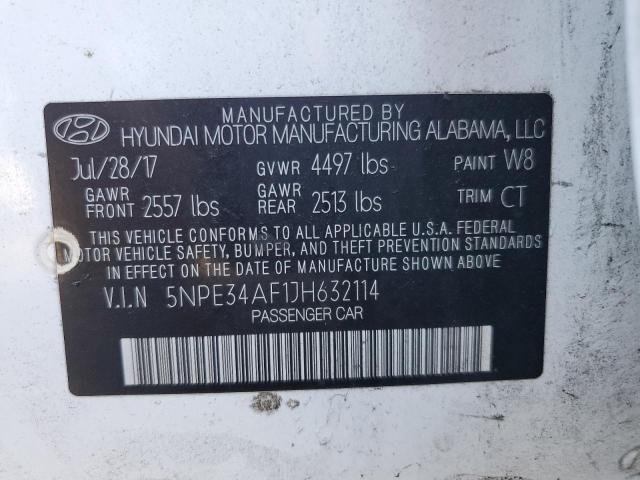 MANUFACTURED BY
HYUNDAI MOTOR MANUFACTURING ALABAMA, LLC
Jul/28/17 GVWR 4497 lbs PAINT W8
GAWR FRONT 2557 lbs GAWR REAR 2513 lbs TRIM CT
THIS VEHICLE CONFORMS TO ALL APPLICABLE U.S.A. FEDERAL
MOTOR VEHICLE SAFETY, BUMPER, AND THEFT PREVENTION STANDARDS
IN EFFECT ON THE DATE OF MANUFACTURE SHOWN ABOVE.
V.I.N 5NPE34AF1JH632114
PASSENGER CAR